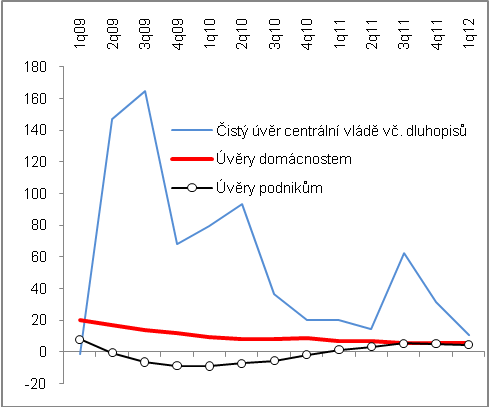 1q09 2q09 3q09 4q09 1q10 2q10 3q10 4q10 1q11 2q11 3q11 4q11 1q12
180
160
140
120
100
80
60
40
20
0
-20
Čistý úvěr centrální vládě vč. dluhopisů
Úvěry domácnostem
Úvěry podnikům